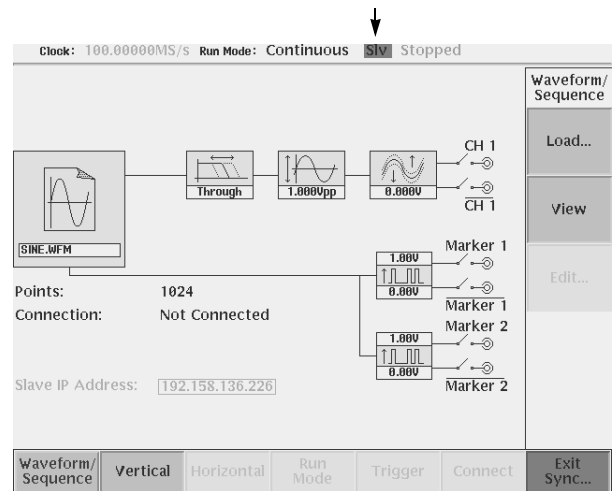 Clock: 100.00000MS/s Run Mode: Continuous Slv Stopped
Waveform/
Sequence
Load...
View
Edit...
CH 1
Through
1.000Vpp
0.000V
CH 1
SINE.WFM
Marker 1
1.00V
0.00V
Marker 1
Points: 1024
Connection: Not Connected
Marker 2
1.00V
0.00V
Marker 2
Slave IP Address: 192.158.136.226
Waveform/
Sequence
Vertical
Horizontal
Run
Mode
Trigger
Connect
Exit
Sync...